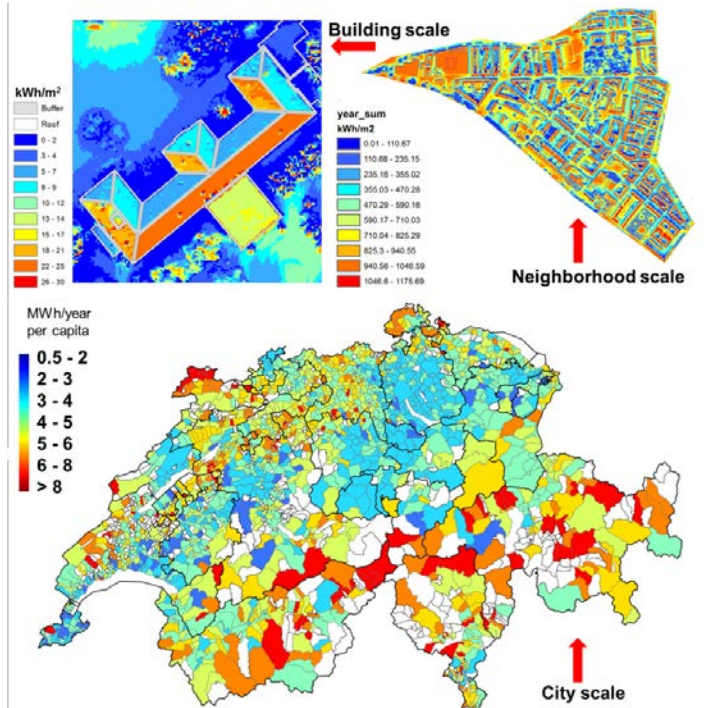 Building scale
kWh/m²
Buffer
Roof
0 - 2
3 - 4
5 - 7
8 - 9
10 - 12
13 - 14
15 - 17
18 - 21
22 - 25
26 - 30
year_sum
kWh/m2
0.01 - 110.67
110.68 - 235.15
235.16 - 355.02
355.03 - 470.28
470.29 - 590.16
590.17 - 710.03
710.04 - 825.29
825.3 - 940.55
940.56 - 1046.59
1046.6 - 1175.69
Neighborhood scale
MWh/year
per capita
0.5 - 2
2 - 3
3 - 4
4 - 5
5 - 6
6 - 8
> 8
City scale